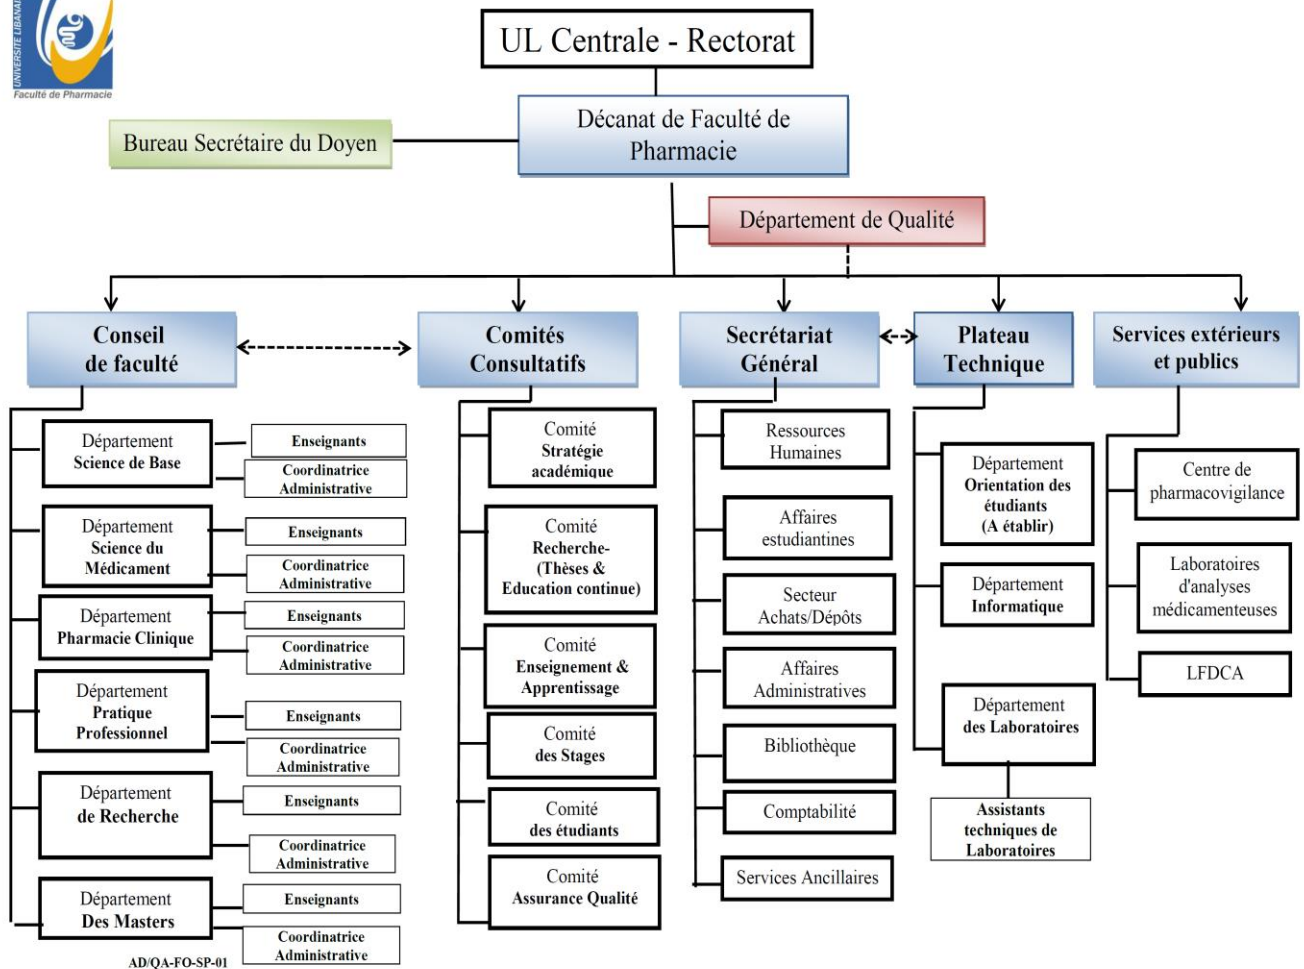 UNIVERSITE LIBANAI
Faculté de Pharmacie
UL Centrale - Rectorat
Décanat de Faculté de
Pharmacie
Bureau Secrétaire du Doyen
Département de Qualité
Conseil
de faculté
Comités
Consultatifs
Secrétariat
Général
Plateau
Technique
Services extérieurs
et publics
Département
Science de Base
Enseignants
Coordinatrice
Administrative
Département
Science du
Médicament
Enseignants
Coordinatrice
Administrative
Département
Pharmacie Clinique
Enseignants
Coordinatrice
Administrative
Département
Pratique
Professionnel
Enseignants
Coordinatrice
Administrative
Département
de Recherche
Enseignants
Coordinatrice
Administrative
Département
Des Masters
Enseignants
Coordinatrice
Administrative
Comité
Stratégie
académique
Comité
Recherche-
(Thèses &
Education continue)
Comité
Enseignement &
Apprentissage
Comité
des Stages
Comité
des étudiants
Comité
Assurance Qualité
Ressources
Humaines
Affaires
estudiantines
Secteur
Achats/Dépôts
Affaires
Administratives
Bibliothèque
Comptabilité
Services Ancillaires
Département
Orientation des
étudiants
(A établir)
Département
Informatique
Département
des Laboratoires
Assistants
techniques de
Laboratoires
Centre de
pharmacovigilance
Laboratoires
d'analyses
médicamenteuses
LFDCA
AD/QA-FO-SP-01